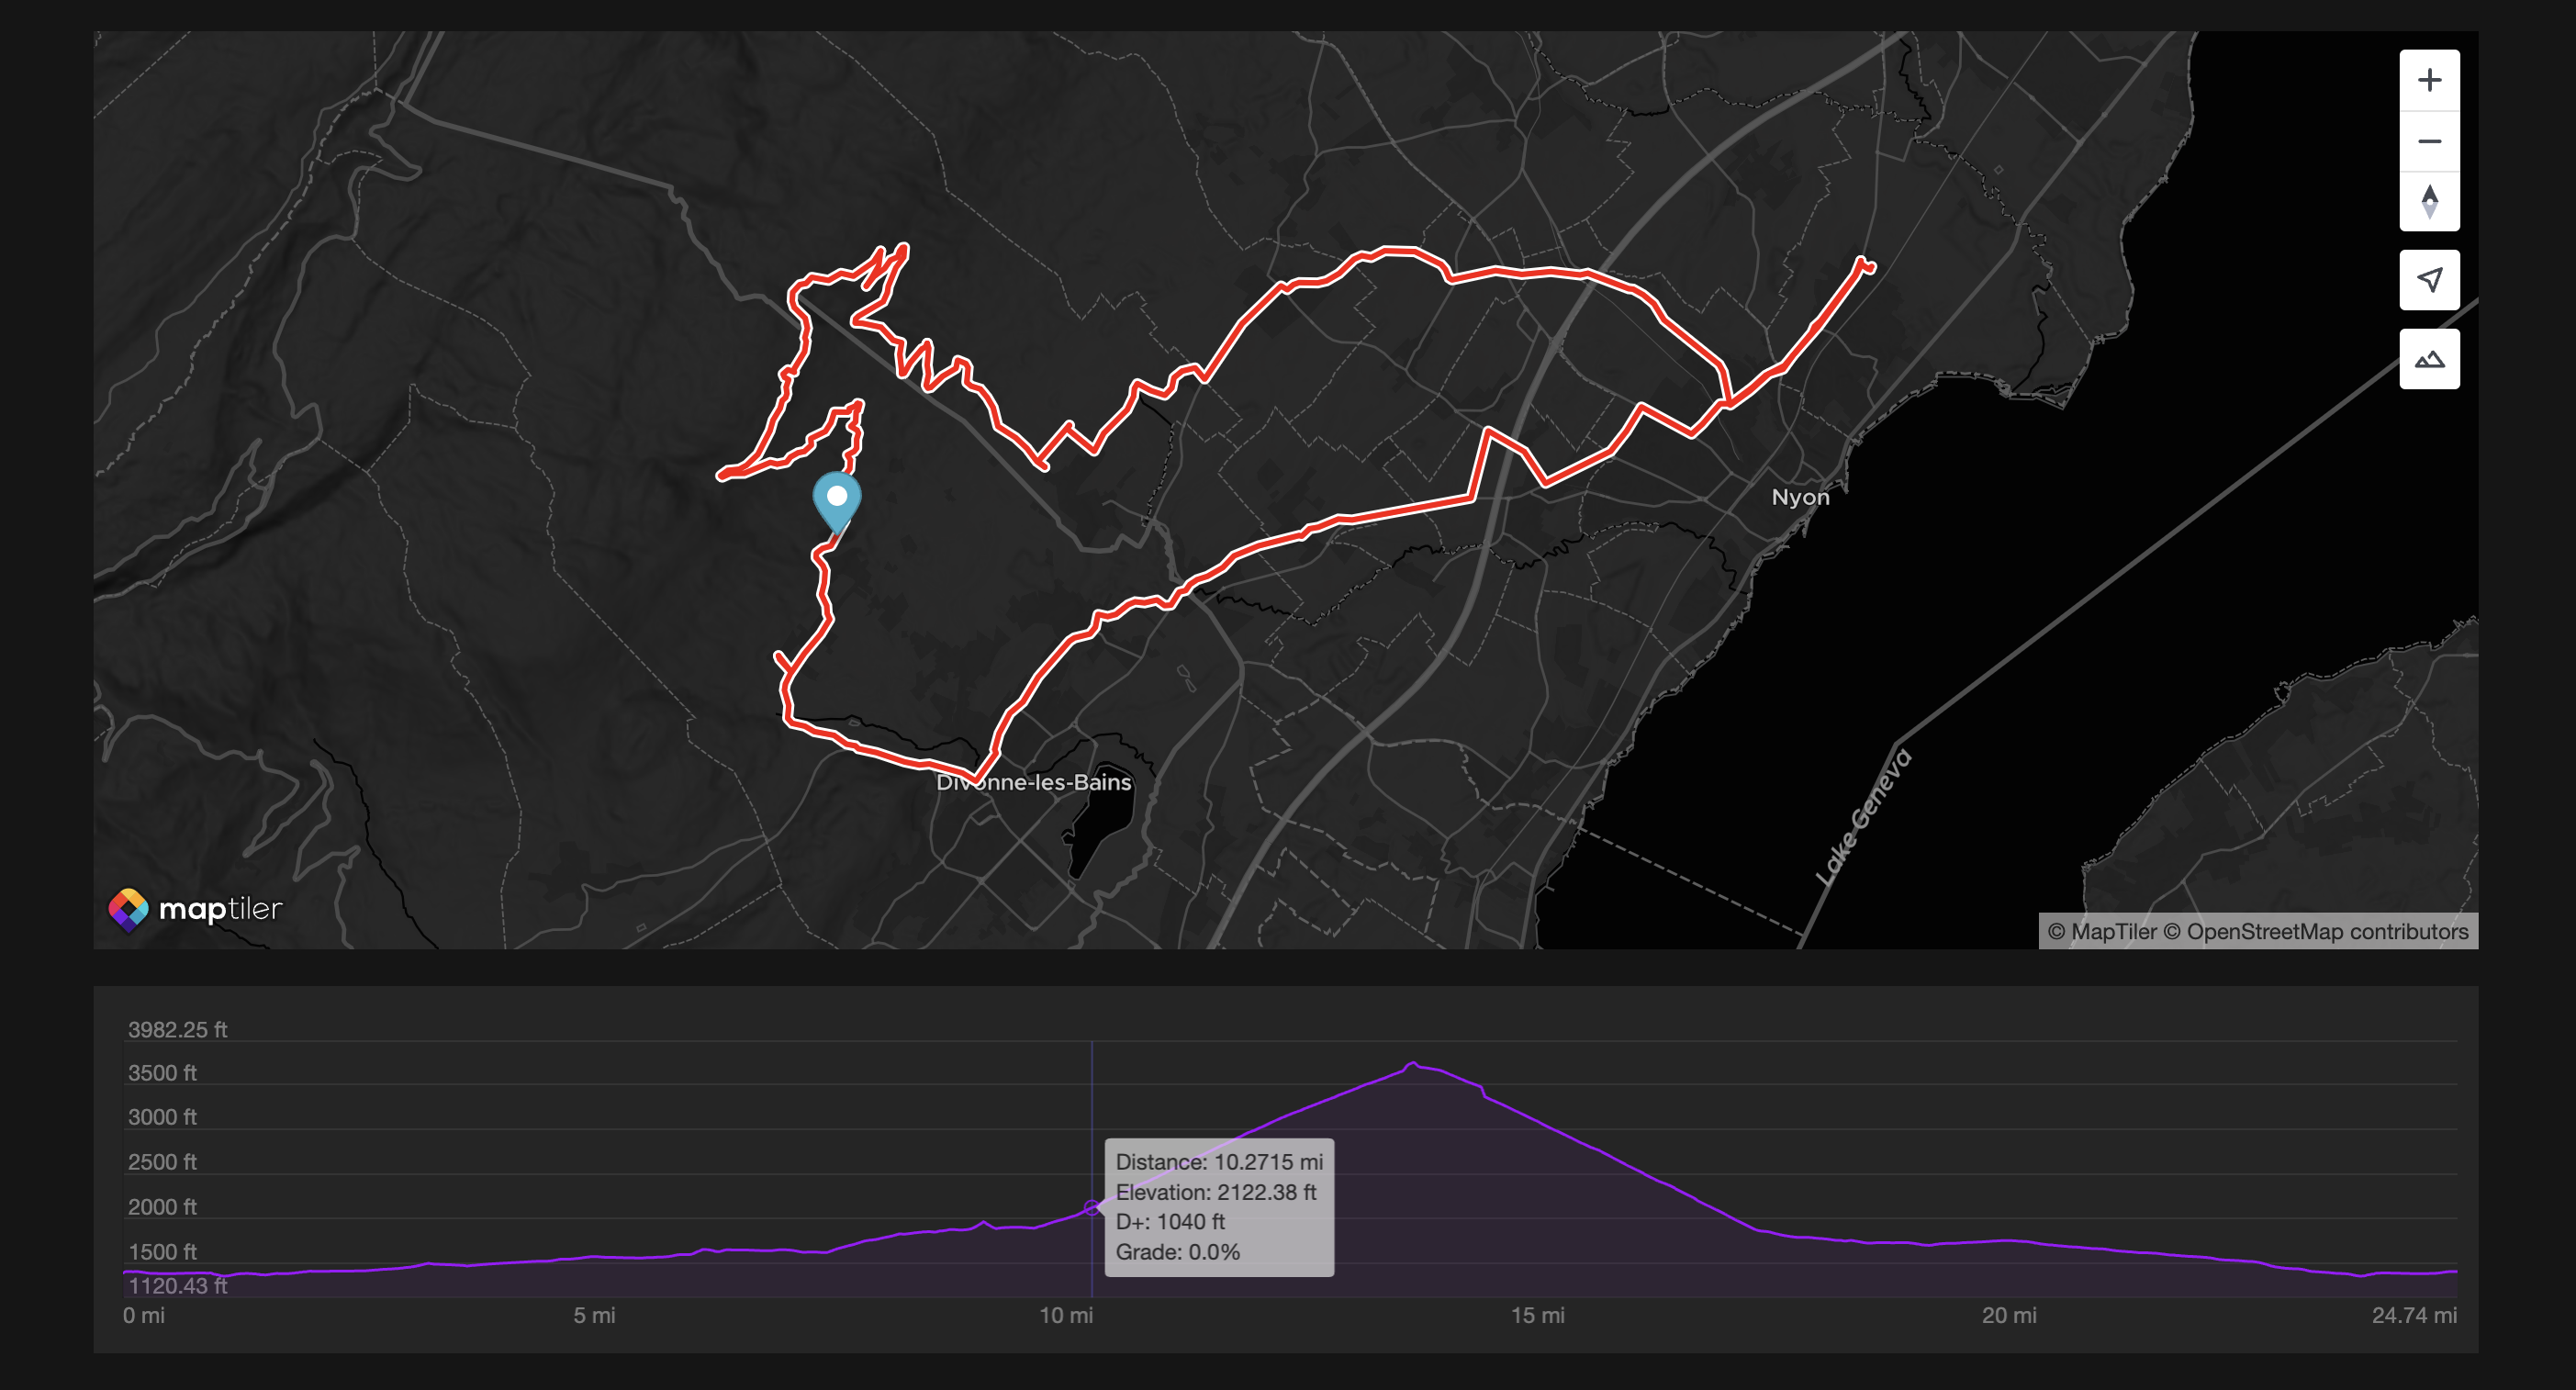 Nyon
Divonne-les-Bains
Lake Geneva
maptiler
© MapTiler © OpenStreetMap contributors
3982.25 ft
3500 ft
3000 ft
2500 ft
2000 ft
1500 ft
1120.43 ft
Distance: 10.2715 mi
Elevation: 2122.38 ft
D+: 1040 ft
Grade: 0.0%
0 mi
5 mi
10 mi
15 mi
20 mi
24.74 mi